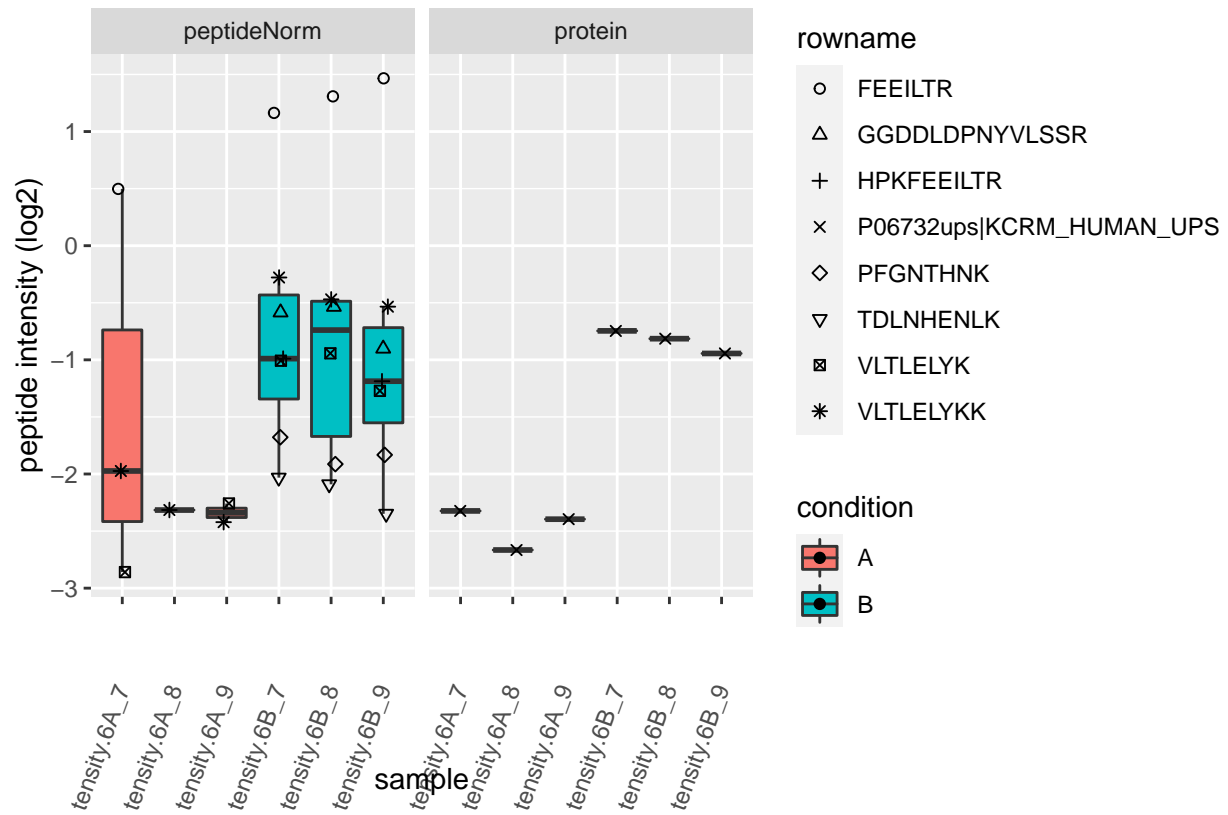 peptideNorm
protein
peptide intensity (log2)
1
0
−1
−2
−3
tensity.6A_7
tensity.6A_8
tensity.6A_9
tensity.6B_7
tensity.6B_8
tensity.6B_9
tensity.6A_7
tensity.6A_8
tensity.6A_9
tensity.6B_7
tensity.6B_8
tensity.6B_9
sample
rowname
FEEILTR
GGDDLDPNYVLSSR
HPKFEEILTR
P06732ups|KCRM_HUMAN_UPS
PFGNTHNK
TDLNHENLK
VLTLELYK
VLTLELYKK
condition
A
B